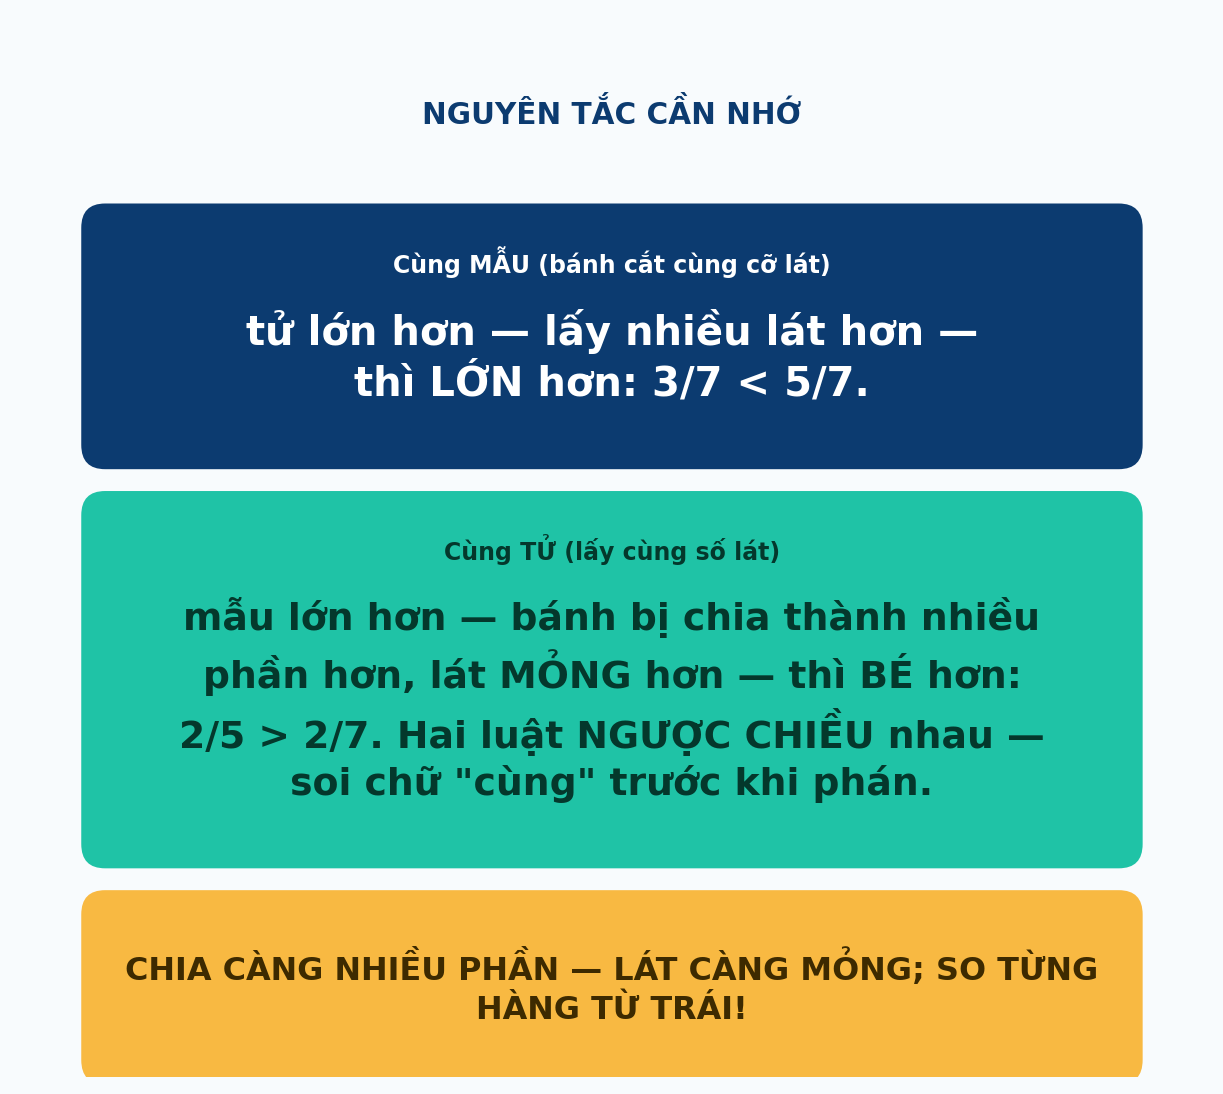 NGUYÊN TẮC CẦN NHỚ
Cùng MẪU (bánh cắt cùng cỡ lát)
tử lớn hơn — lấy nhiều lát hơn —
thì LỚN hơn: 3/7 < 5/7.
Cùng TỬ (lấy cùng số lát)
mẫu lớn hơn — bánh bị chia thành nhiều
phần hơn, lát MỎNG hơn — thì BÉ hơn:
2/5 > 2/7. Hai luật NGƯỢC CHIỀU nhau —
soi chữ "cùng" trước khi phán.
CHIA CÀNG NHIỀU PHẦN — LÁT CÀNG MỎNG; SO TỪNG
HÀNG TỪ TRÁI!